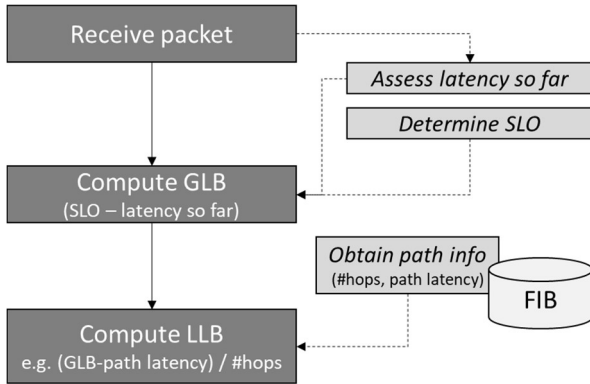 Receive packet
Assess latency so far
Determine SLO
Compute GLB
(SLO – latency so far)
Obtain path info
(#hops, path latency)
FIB
Compute LLB
e.g. (GLB-path latency) / #hops